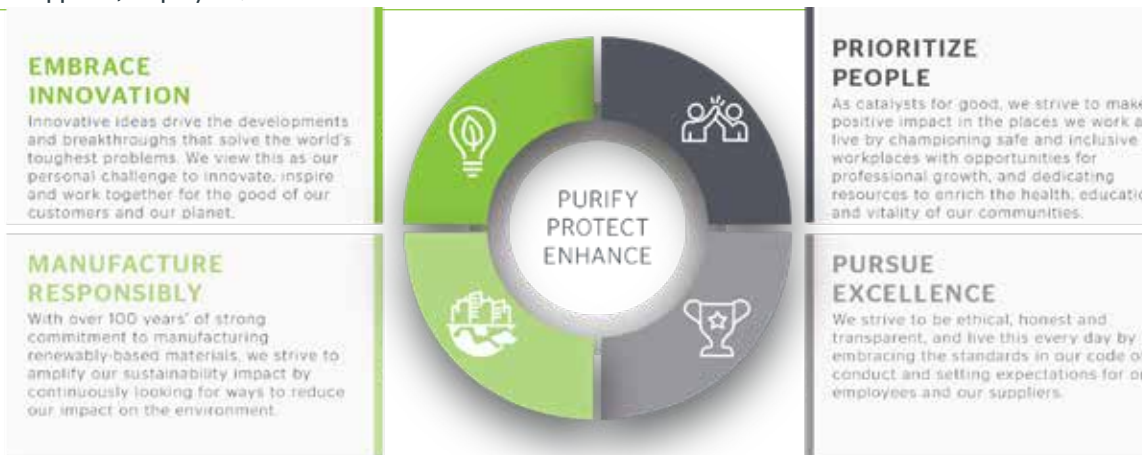 EMBRACE
INNOVATION
Innovative ideas drive the developments
and breakthroughs that solve the world's
toughest problems. We view this as our
personal challenge to innovate, inspire
and work together for the good of our
customers and our planet.
MANUFACTURE
RESPONSIBLY
With over 100 years' of strong
commitment to manufacturing
renewably-based materials, we strive to
amplify our sustainability impact by
continuously looking for ways to reduce
our impact on the environment.
PURIFY
PROTECT
ENHANCE
PRIORITIZE
PEOPLE
As catalysts for good, we strive to make
positive impact in the places we work a
live by championing safe and inclusive
workplaces with opportunities for
professional growth, and dedicating
resources to enrich the health, educatio
and vitality of our communities.
PURSUE
EXCELLENCE
We strive to be ethical, honest and
transparent, and live this every day by
embracing the standards in our code o
conduct and setting expectations for o
employees and our suppliers.